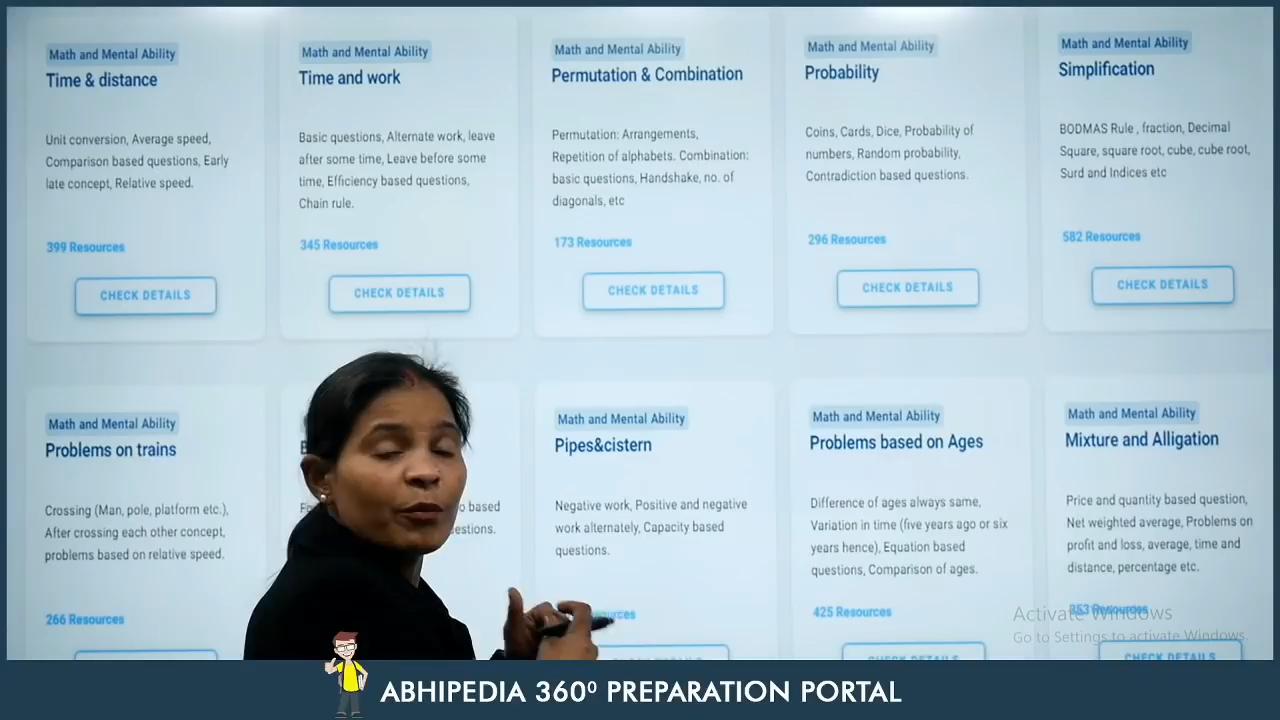 Math and Mental Ability
Time & distance
Unit conversion, Average speed,
Comparison based questions, Early
late concept, Relative speed.
399 Resources
CHECK DETAILS
Math and Mental Ability
Time and work
Basic questions, Alternate work, leave
after some time, Leave before some
time, Efficiency based questions,
Chain rule.
345 Resources
CHECK DETAILS
Math and Mental Ability
Permutation & Combination
Permutation: Arrangements,
Repetition of alphabets. Combination:
basic questions, Handshake, no. of
diagonals, etc
173 Resources
CHECK DETAILS
Math and Mental Ability
Probability
Coins, Cards, Dice, Probability of
numbers, Random probability,
Contradiction based questions.
296 Resources
CHECK DETAILS
Math and Mental Ability
Simplification
BODMAS Rule , fraction, Decimal
Square, square root, cube, cube root,
Surd and Indices etc
582 Resources
CHECK DETAILS
Math and Mental Ability
Problems on trains
Crossing (Man, pole, platform etc.),
After crossing each other concept,
problems based on relative speed.
266 Resources
based
Math and Mental Ability
Pipes&cistern
Negative work, Positive and negative
work alternately, Capacity based
questions.
Math and Mental Ability
Problems based on Ages
Difference of ages always same,
Variation in time (five years ago or six
years hence), Equation based
questions, Comparison of ages.
425 Resources
CHECK DETAILS
Math and Mental Ability
Mixture and Alligation
Price and quantity based question,
Net weighted average, Problems on
profit and loss, average, time and
distance, percentage etc.
353 Resources
CHECK DETAILS
Activate Windows
Go to Settings to activate Windows.
ABHIPEDIA 360⁰ PREPARATION PORTAL